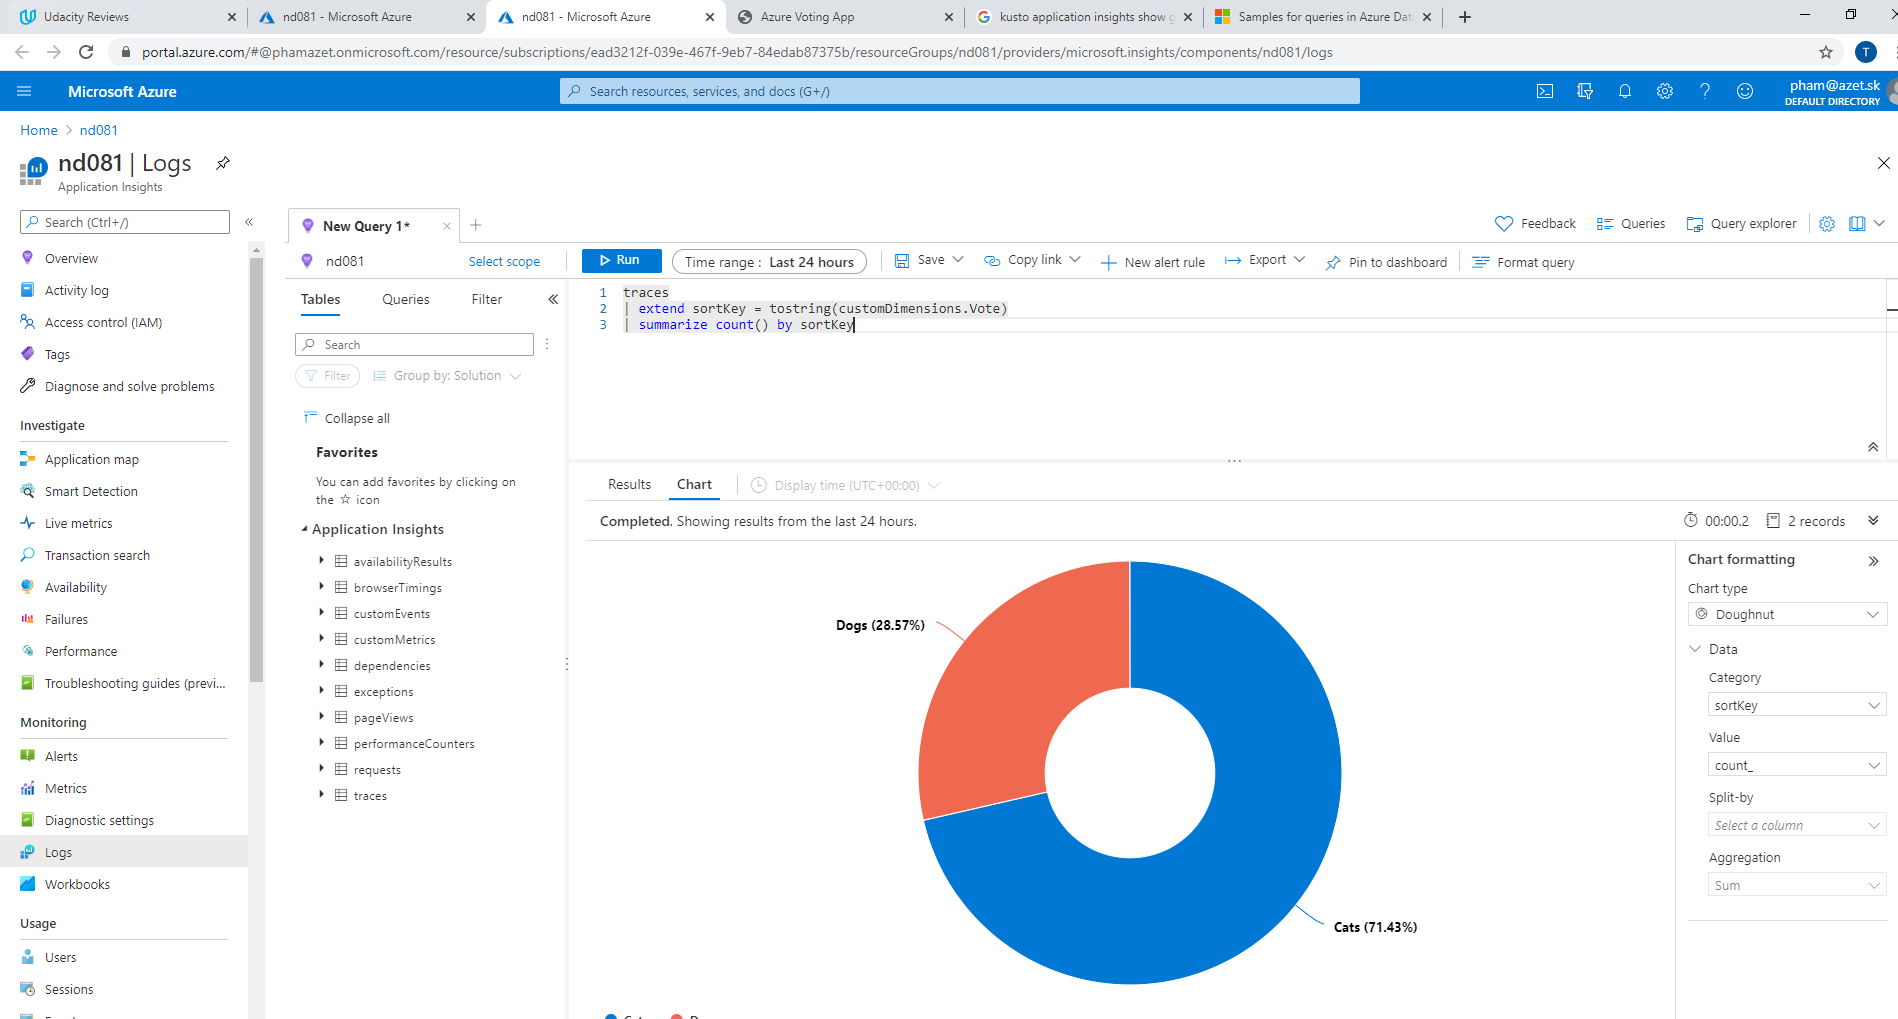 Udacity Reviews
nd081 - Microsoft Azure
nd081 - Microsoft Azure
Azure Voting App
kusto application insights show g
Samples for queries in Azure Dat
portal.azure.com/#@phamazet.onmicrosoft.com/resource/subscriptions/ead3212f-039e-467f-9eb7-84edab87375b/resourceGroups/nd081/providers/microsoft.insights/components/nd081/logs
T
Microsoft Azure
Search resources, services, and docs (G+/)
pham@azet.sk
DEFAULT DIRECTORY
Home > nd081
nd081 | Logs
Application Insights
Search (Ctrl+/)
Overview
Activity log
Access control (IAM)
Tags
Diagnose and solve problems
Investigate
Application map
Smart Detection
Live metrics
Transaction search
Availability
Failures
Performance
Troubleshooting guides (previ...
Monitoring
Alerts
Metrics
Diagnostic settings
Logs
Workbooks
Usage
Users
Sessions
New Query 1*
Feedback
Queries
Query explorer
nd081
Select scope
Run
Time range : Last 24 hours
Save
Copy link
New alert rule
Export
Pin to dashboard
Format query
Tables
Queries
Filter
Search
Filter
Group by: Solution
Collapse all
Favorites
You can add favorites by clicking on
the ☆ icon
Application Insights
availabilityResults
browserTimings
customEvents
customMetrics
dependencies
exceptions
pageViews
performanceCounters
requests
traces
1 traces
2 | extend sortKey = tostring(customDimensions.Vote)
3 | summarize count() by sortKey
Results
Chart
Display time (UTC+00:00)
Completed. Showing results from the last 24 hours.
00:00.2
2 records
Dogs (28.57%)
Cats (71.43%)
Chart formatting
Chart type
Doughnut
Data
Category
sortKey
Value
count_
Split-by
Select a column
Aggregation
Sum